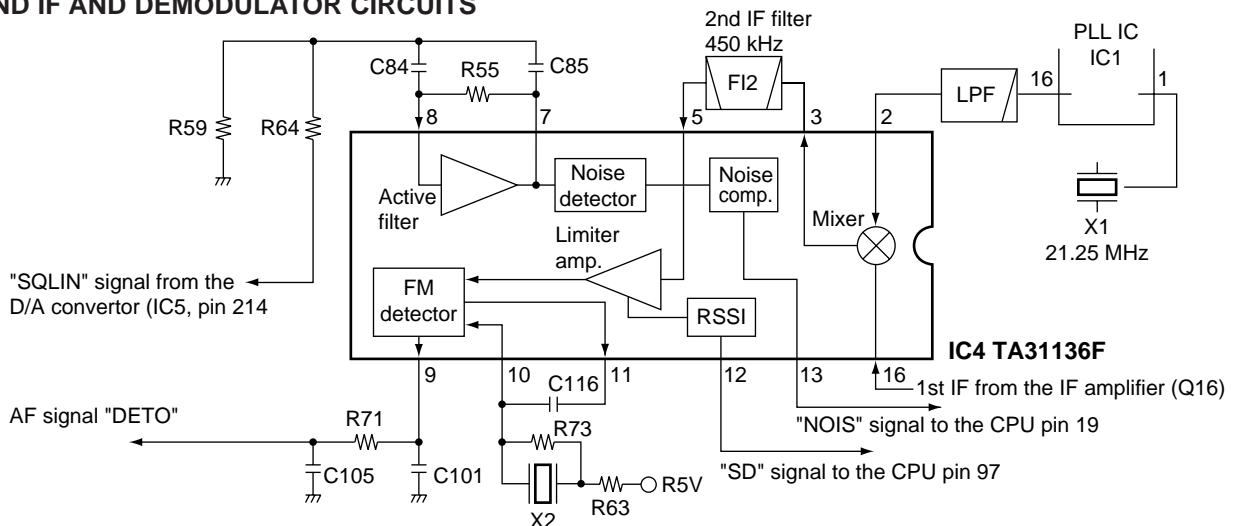 ND IF AND DEMODULATOR CIRCUITS
2nd IF filter
450 kHz
PLL IC
IC1
C84
R55
C85
FI2
LPF
16
1
R59
R64
8
7
5
3
2
Active
filter
Noise
detector
Noise
comp.
Mixer
X1
21.25 MHz
Limiter
amp.
"SQLIN" signal from the
D/A convertor (IC5, pin 214
FM
detector
RSSI
IC4 TA31136F
9
10
11
12
13
16
C116
1st IF from the IF amplifier (Q16)
AF signal "DETO"
R71
R73
"NOIS" signal to the CPU pin 19
C105
C101
"SD" signal to the CPU pin 97
R63
R5V
X2